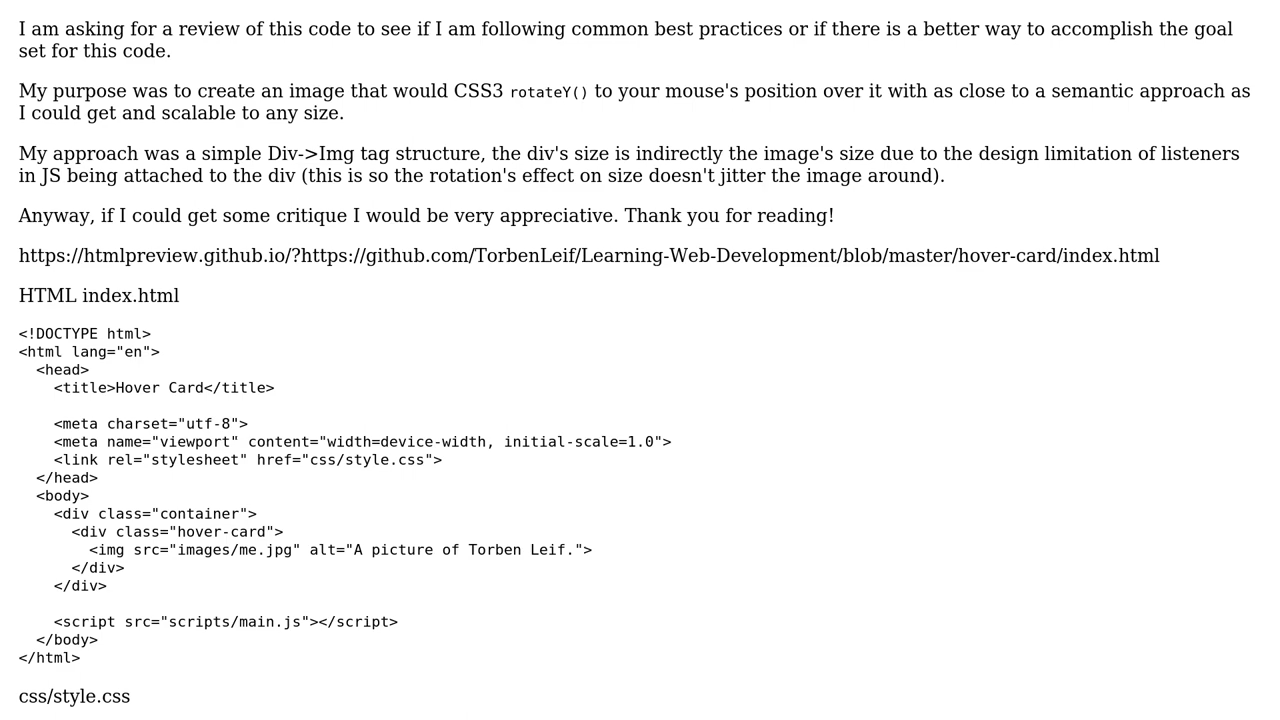 I am asking for a review of this code to see if I am following common best practices or if there is a better way to accomplish the goal
set for this code.
My purpose was to create an image that would CSS3 rotateY() to your mouse's position over it with as close to a semantic approach as
I could get and scalable to any size.
My approach was a simple Div->Img tag structure, the div's size is indirectly the image's size due to the design limitation of listeners
in JS being attached to the div (this is so the rotation's effect on size doesn't jitter the image around).
Anyway, if I could get some critique I would be very appreciative. Thank you for reading!
https://htmlpreview.github.io/?https://github.com/TorbenLeif/Learning-Web-Development/blob/master/hover-card/index.html
HTML index.html
<!DOCTYPE html>
<html lang="en">
  <head>
    <title>Hover Card</title>

    <meta charset="utf-8">
    <meta name="viewport" content="width=device-width, initial-scale=1.0">
    <link rel="stylesheet" href="css/style.css">
  </head>
  <body>
    <div class="container">
      <div class="hover-card">
        <img src="images/me.jpg" alt="A picture of Torben Leif.">
      </div>
    </div>

    <script src="scripts/main.js"></script>
  </body>
</html>
css/style.css